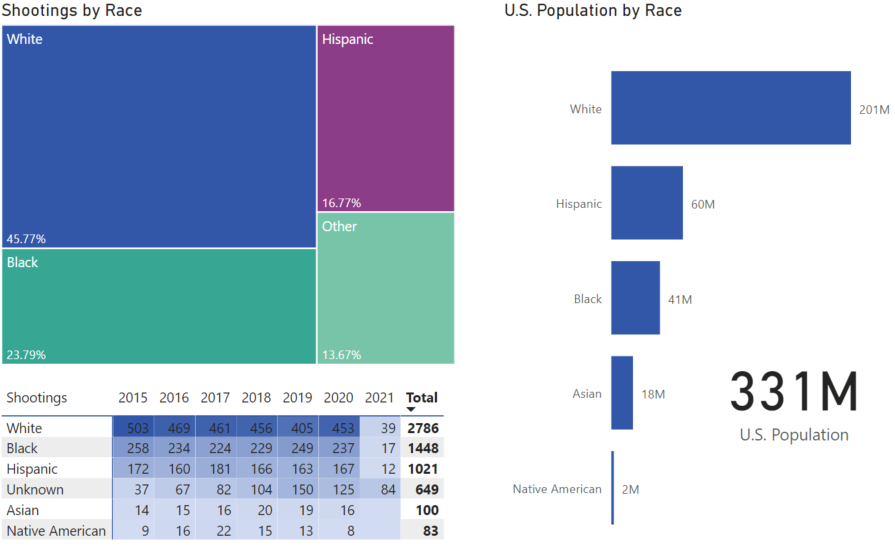 Shootings by Race
White
45.77%
Black
23.79%
Hispanic
16.77%
Other
13.67%
Shootings 2015 2016 2017 2018 2019 2020 2021 Total
White 503 469 461 456 405 453 39 2786
Black 258 234 224 229 249 237 17 1448
Hispanic 172 160 181 166 163 167 12 1021
Unknown 37 67 82 104 150 125 84 649
Asian 14 15 16 20 19 16 100
Native American 9 16 22 15 13 8 83
U.S. Population by Race
White 201M
Hispanic 60M
Black 41M
Asian 18M
Native American 2M
331M
U.S. Population